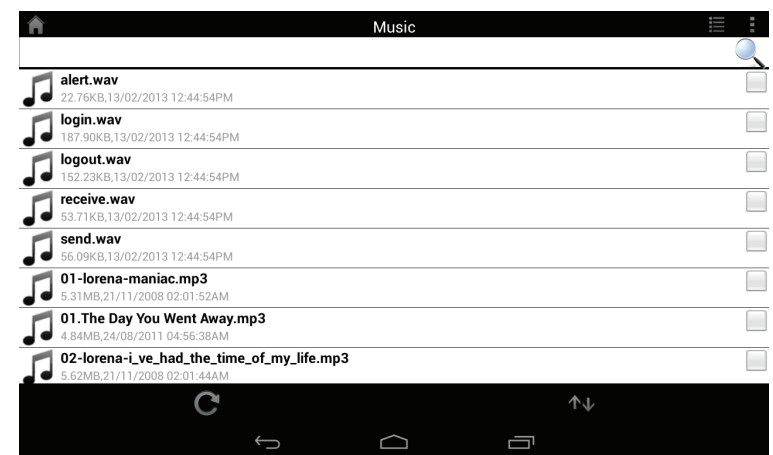 Music
alert.wav
22.76KB,13/02/2013 12:44:54PM
login.wav
187.90KB,13/02/2013 12:44:54PM
logout.wav
152.23KB,13/02/2013 12:44:54PM
receive.wav
53.71KB,13/02/2013 12:44:54PM
send.wav
56.09KB,13/02/2013 12:44:54PM
01-lorena-maniac.mp3
5.31MB,21/11/2008 02:01:52AM
01.The Day You Went Away.mp3
4.84MB,24/08/2011 04:56:38AM
02-lorena-i_ve_had_the_time_of_my_life.mp3
5.62MB,21/11/2008 02:01:44AM